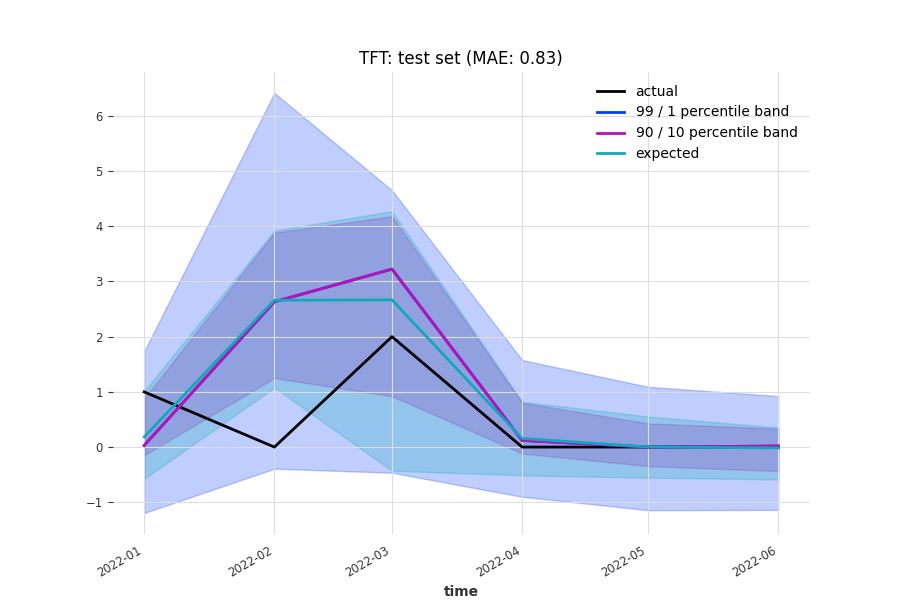 TFT: test set (MAE: 0.83)
actual
99 / 1 percentile band
90 / 10 percentile band
expected
6
5
4
3
2
1
0
−1
2022-01
2022-02
2022-03
2022-04
2022-05
2022-06
time